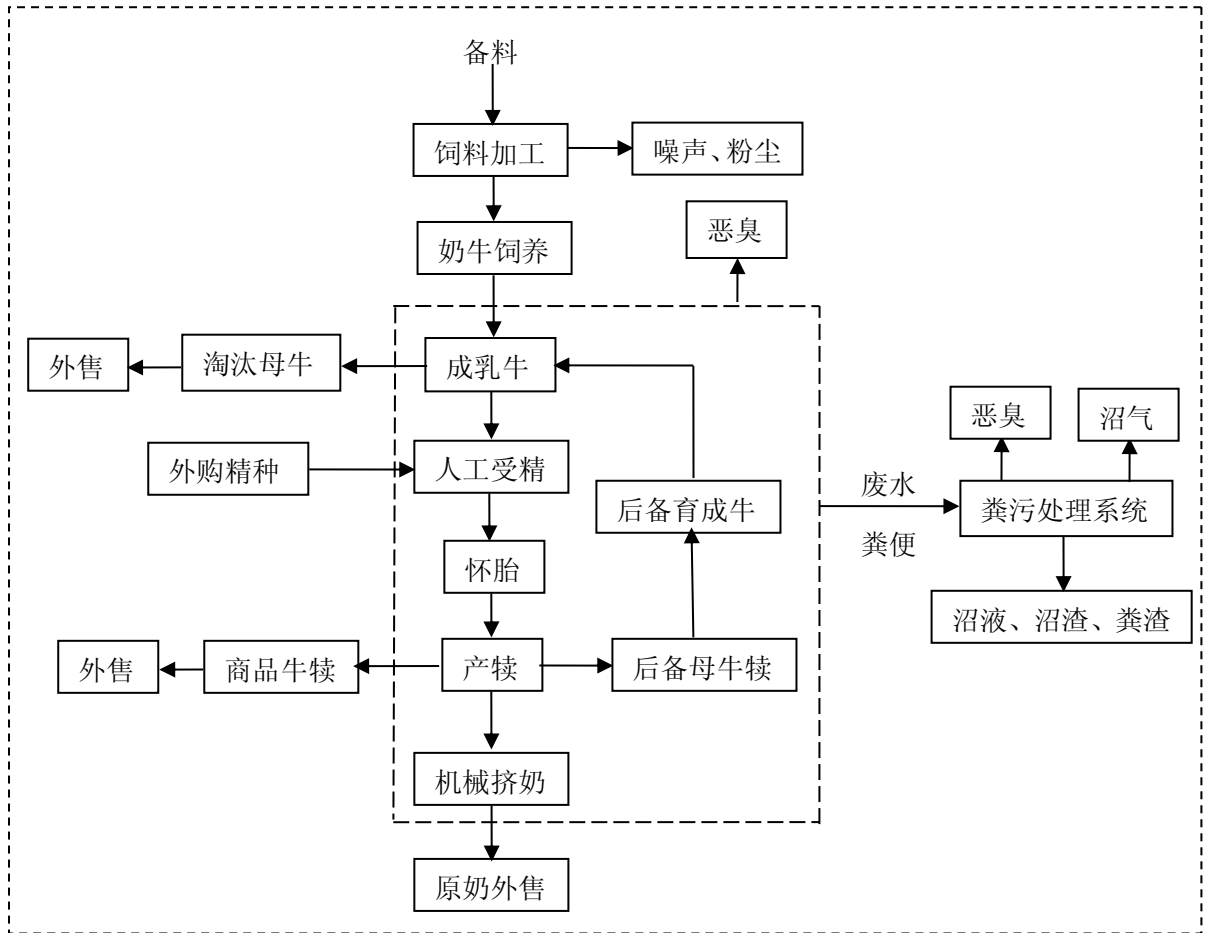 备料
饲料加工
噪声、粉尘
奶牛饲养
恶臭
外售
淘汰母牛
成乳牛
恶臭
沼气
外购精种
人工受精
后备育成牛
废水
粪便
粪污处理系统
怀胎
沼液、沼渣、粪渣
外售
商品牛犊
产犊
后备母牛犊
机械挤奶
原奶外售